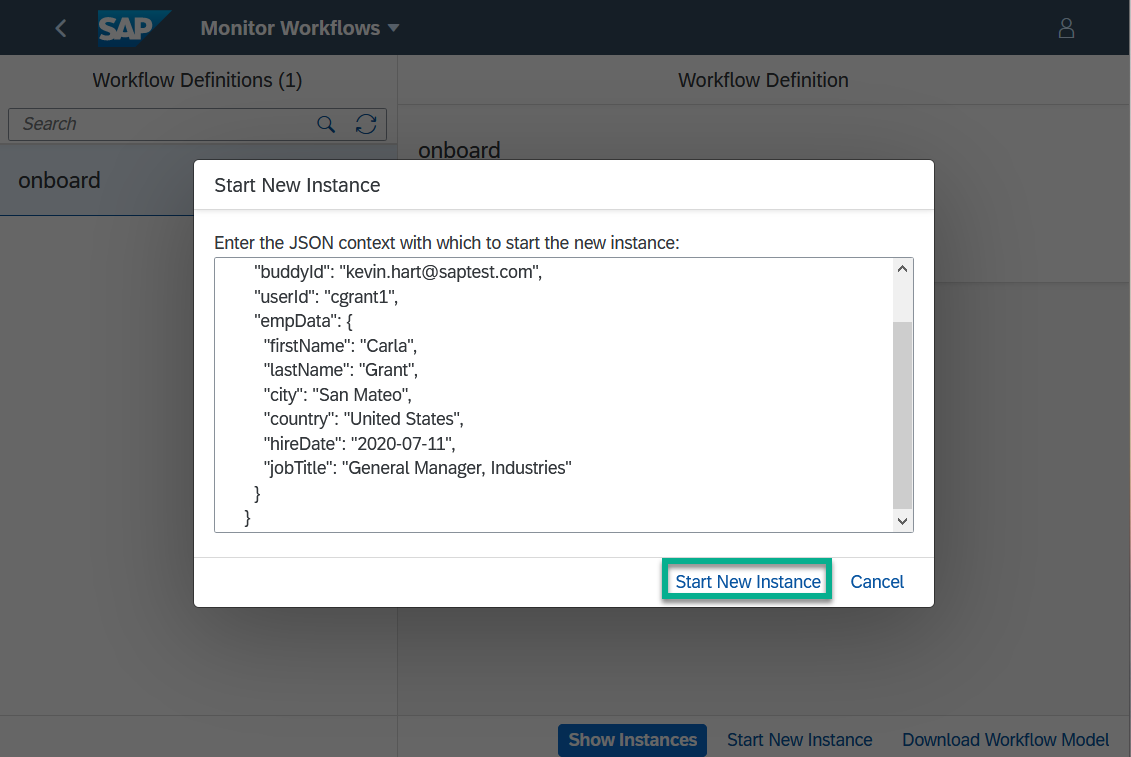 SAP Monitor Workflows
Workflow Definitions (1)
Workflow Definition
Search
onboard
onboard
Start New Instance
Enter the JSON context with which to start the new instance:
"buddyId": "kevin.hart@saptest.com",
"userId": "cgrant1",
"empData": {
"firstName": "Carla",
"lastName": "Grant",
"city": "San Mateo",
"country": "United States",
"hireDate": "2020-07-11",
"jobTitle": "General Manager, Industries"
}
}
Start New Instance Cancel
Show Instances Start New Instance Download Workflow Model